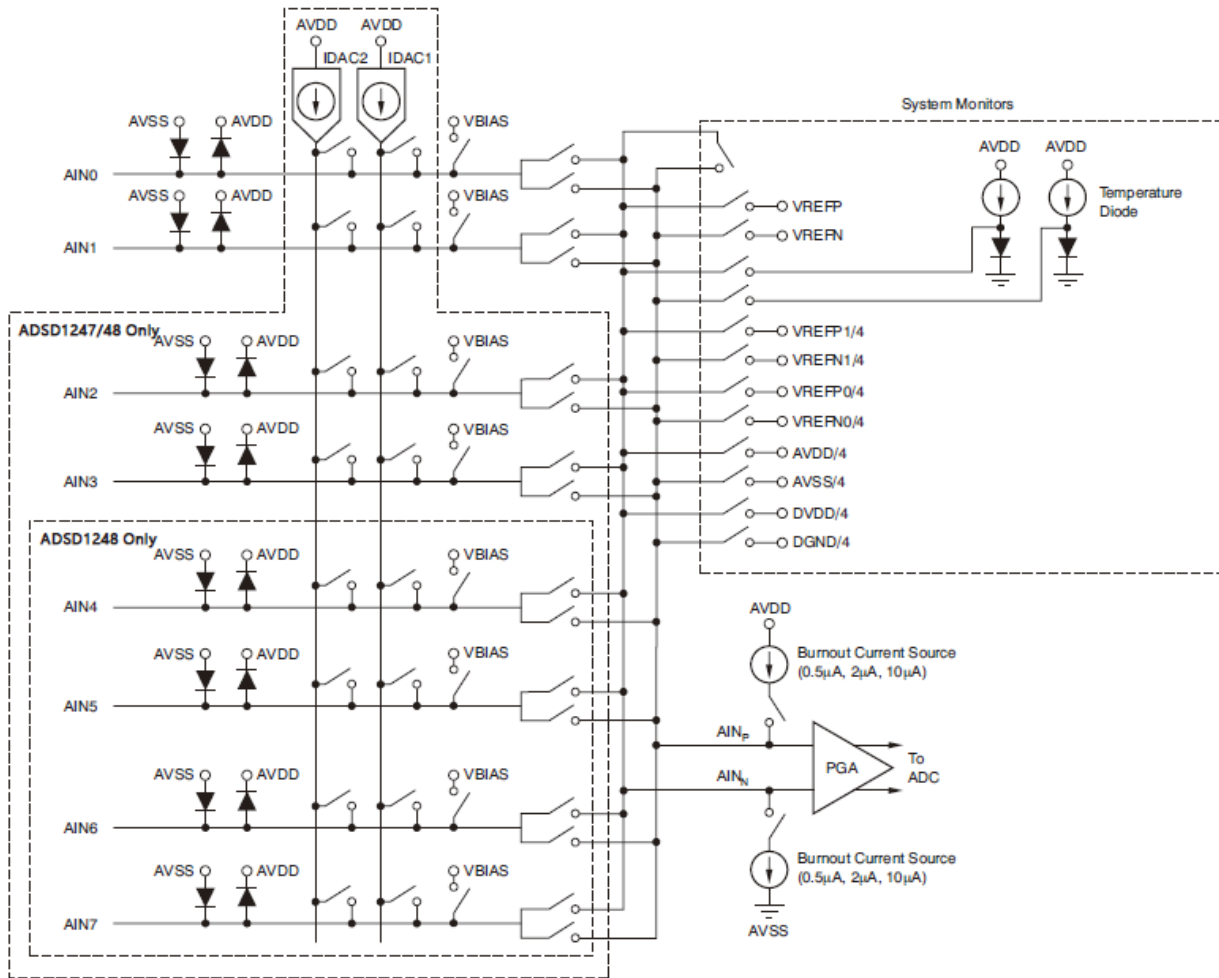 AVDD AVDD
IDAC2 IDAC1
System Monitors
AVSS AVDD VBIAS
AVDD AVDD
AIN0
Temperature
Diode
AVSS AVDD VBIAS
VREFP
VREFN
AIN1
ADSD1247/48 Only
AVSS AVDD VBIAS
VREFP1/4
VREFN1/4
AIN2
VREFP0/4
VREFN0/4
AVSS AVDD VBIAS
AVDD/4
AIN3
AVSS/4
DVDD/4
ADSD1248 Only
DGND/4
AVSS AVDD VBIAS
AIN4
AVDD
AVSS AVDD VBIAS
Burnout Current Source
(0.5µA, 2µA, 10µA)
AIN5
AINP
To
ADC
PGA
AINN
AVSS AVDD VBIAS
AIN6
Burnout Current Source
(0.5µA, 2µA, 10µA)
AVSS AVDD VBIAS
AIN7
AVSS